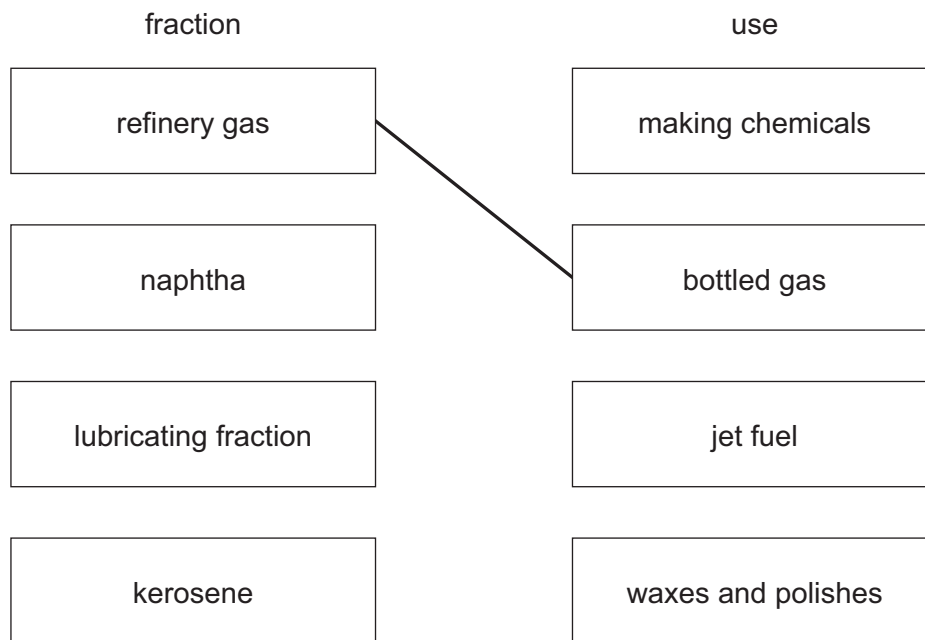 fraction use
refinery gas making chemicals
naphtha bottled gas
lubricating fraction jet fuel
kerosene waxes and polishes